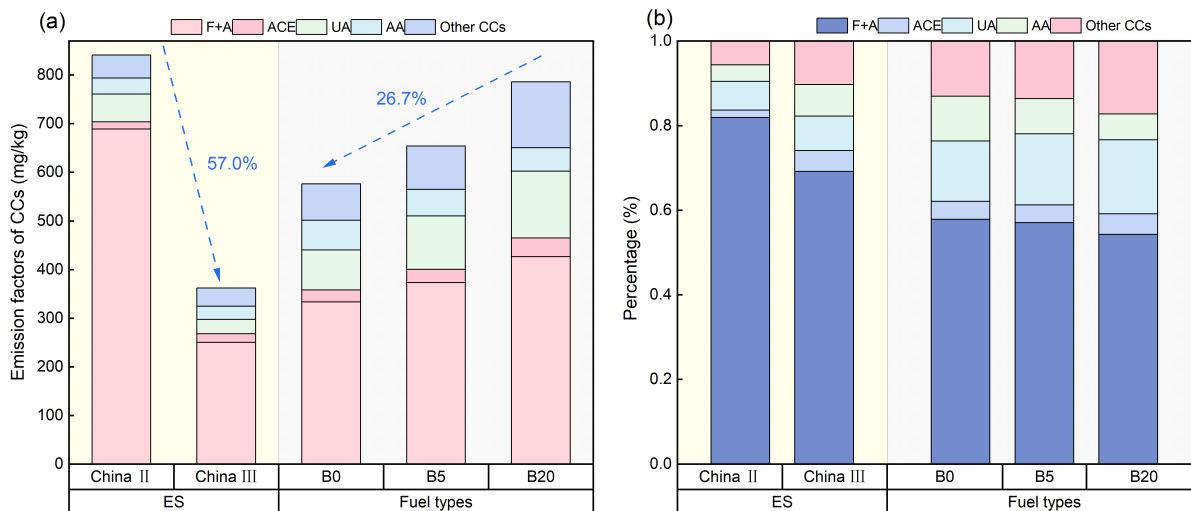 (a)
F+A ACE UA AA Other CCs
Emission factors of CCs (mg/kg)
800
700
600
500
400
300
200
100
0
57.0%
26.7%
China Ⅱ China Ⅲ B0 B5 B20
ES Fuel types
(b)
F+A ACE UA AA Other CCs
Percentage (%)
1.0
0.8
0.6
0.4
0.2
0.0
China Ⅱ China Ⅲ B0 B5 B20
ES Fuel types